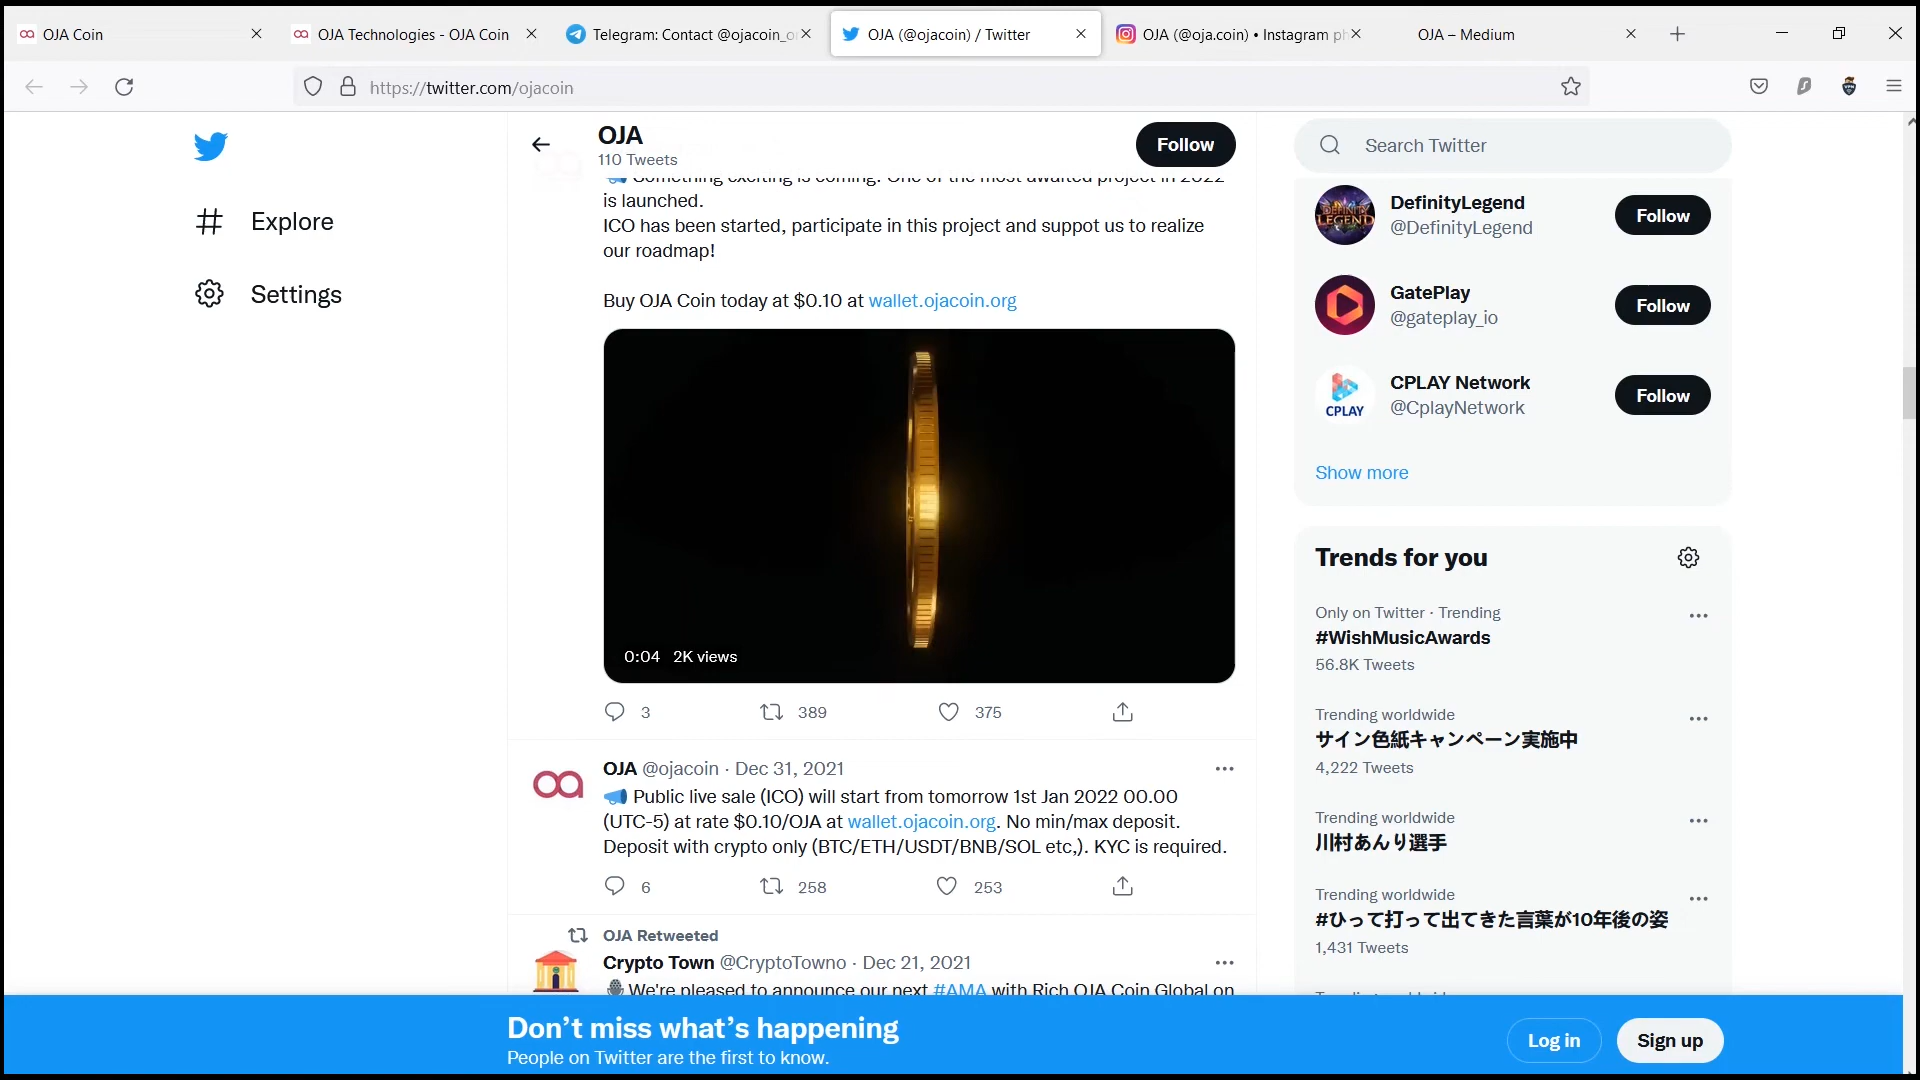 OJA Coin
OJA Technologies - OJA Coin
Telegram: Contact @ojacoin_o
OJA (@ojacoin) / Twitter
OJA (@oja.coin) • Instagram ph
OJA – Medium
https://twitter.com/ojacoin
Explore
Settings
OJA
110 Tweets
Follow
Something exciting is coming. One of the most awaited project in 2022
is launched.
ICO has been started, participate in this project and suppot us to realize
our roadmap!
Buy OJA Coin today at $0.10 at wallet.ojacoin.org
0:04 2K views
3 389 375
OJA @ojacoin · Dec 31, 2021
Public live sale (ICO) will start from tomorrow 1st Jan 2022 00.00
(UTC-5) at rate $0.10/OJA at wallet.ojacoin.org. No min/max deposit.
Deposit with crypto only (BTC/ETH/USDT/BNB/SOL etc,). KYC is required.
6 258 253
OJA Retweeted
Crypto Town @CryptoTowno · Dec 21, 2021
We're pleased to announce our next #AMA with Rich OJA Coin Global on
Search Twitter
DEFINITY
LEGEND
DefinityLegend
@DefinityLegend
Follow
GatePlay
@gateplay_io
Follow
CPLAY
CPLAY Network
@CplayNetwork
Follow
Show more
Trends for you
Only on Twitter · Trending
#WishMusicAwards
56.8K Tweets
Trending worldwide
サイン色紙キャンペーン実施中
4,222 Tweets
Trending worldwide
川村あんり選手
Trending worldwide
#ひって打って出てきた言葉が10年後の姿
1,431 Tweets
Don't miss what's happening
People on Twitter are the first to know.
Log in
Sign up